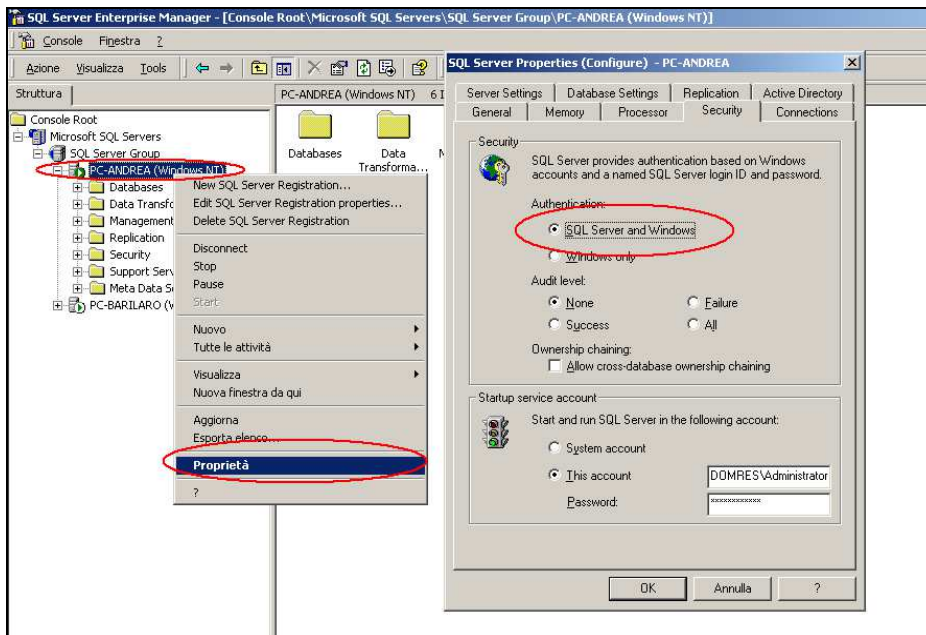 SQL Server Enterprise Manager - [Console Root\Microsoft SQL Servers\SQL Server Group\PC-ANDREA (Windows NT)]
Console Finestra ?
Azione Visualizza Tools
Struttura
PC-ANDREA (Windows NT)
Console Root
Microsoft SQL Servers
SQL Server Group
PC-ANDREA (Windows NT)
Databases
Data Transfo
Management
Replication
Security
Support Serv
Meta Data S
PC-BARILARO (W
Databases
Data Transforma...
New SQL Server Registration...
Edit SQL Server Registration properties...
Delete SQL Server Registration
Disconnect
Stop
Pause
Start
Nuovo
Tutte le attività
Visualizza
Nuova finestra da qui
Aggiorna
Esporta elenco...
Proprietà
?
SQL Server Properties (Configure) - PC-ANDREA
Server Settings Database Settings Replication Active Directory
General Memory Processor Security Connections
Security
SQL Server provides authentication based on Windows
accounts and a named SQL Server login ID and password.
Authentication:
SQL Server and Windows
Windows only
Audit level:
None Failure
Success All
Ownership chaining:
Allow cross-database ownership chaining
Startup service account
Start and run SQL Server in the following account:
System account
This account DOMRES\Administrator
Password: xxxxxxxxxxxx
OK Annulla ?